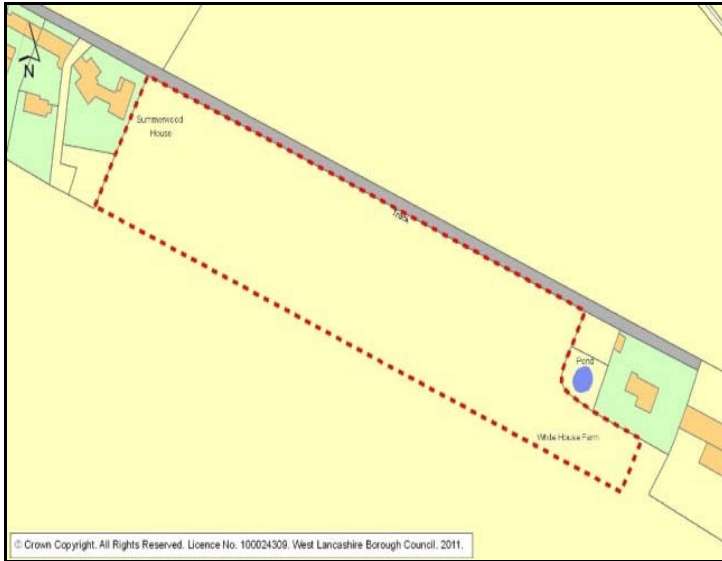 N
Summerwood
House
Track
Pond
White House Farm
© Crown Copyright. All Rights Reserved. Licence No. 100024309. West Lancashire Borough Council. 2011.